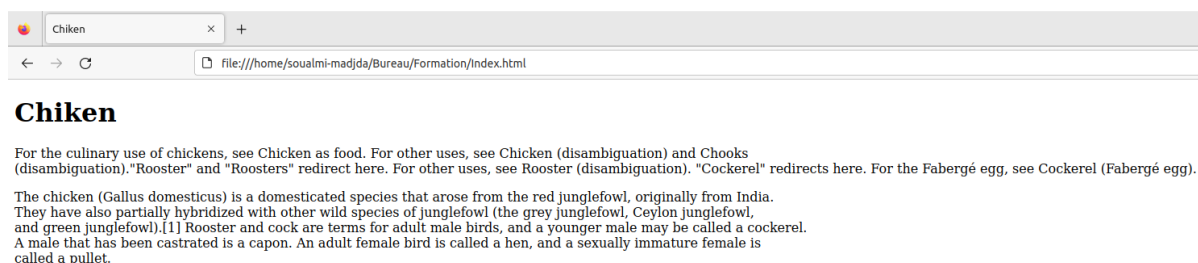 Chiken
file:///home/soualmi-madjda/Bureau/Formation/Index.html
Chiken
For the culinary use of chickens, see Chicken as food. For other uses, see Chicken (disambiguation) and Chooks
(disambiguation)."Rooster" and "Roosters" redirect here. For other uses, see Rooster (disambiguation). "Cockerel" redirects here. For the Fabergé egg, see Cockerel (Fabergé egg).
The chicken (Gallus domesticus) is a domesticated species that arose from the red junglefowl, originally from India.
They have also partially hybridized with other wild species of junglefowl (the grey junglefowl, Ceylon junglefowl,
and green junglefowl).[1] Rooster and cock are terms for adult male birds, and a younger male may be called a cockerel.
A male that has been castrated is a capon. An adult female bird is called a hen, and a sexually immature female is
called a pullet.